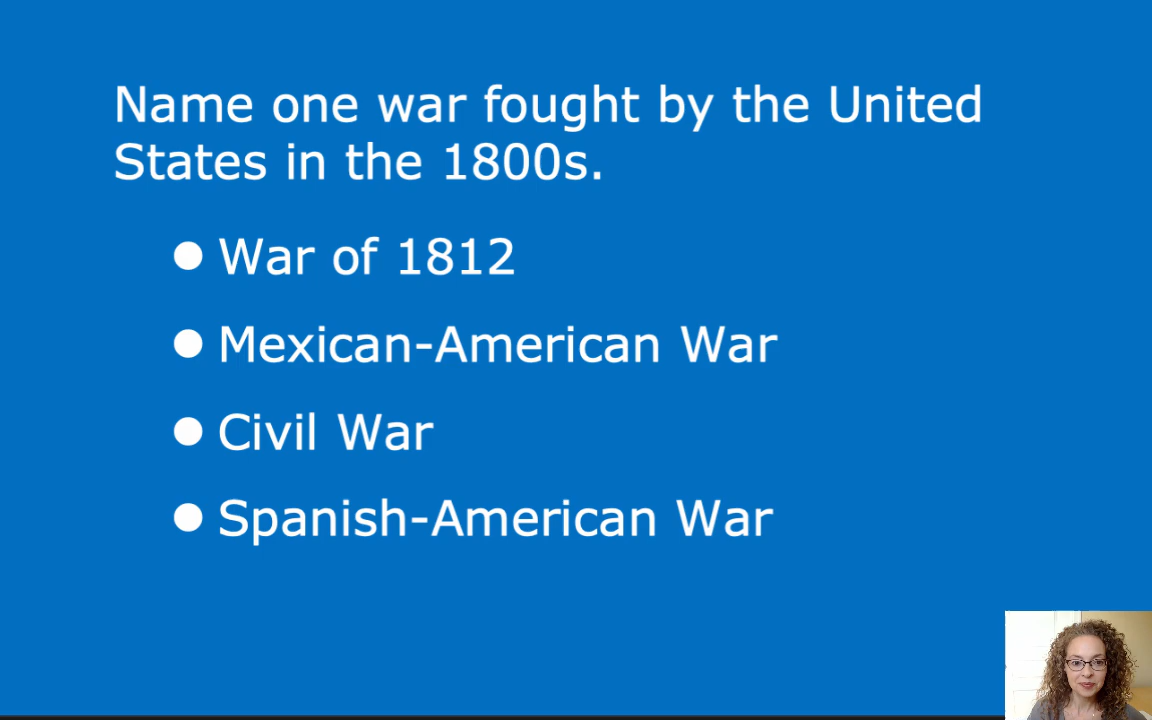 Name one war fought by the United
States in the 1800s.
● War of 1812
● Mexican-American War
● Civil War
● Spanish-American War